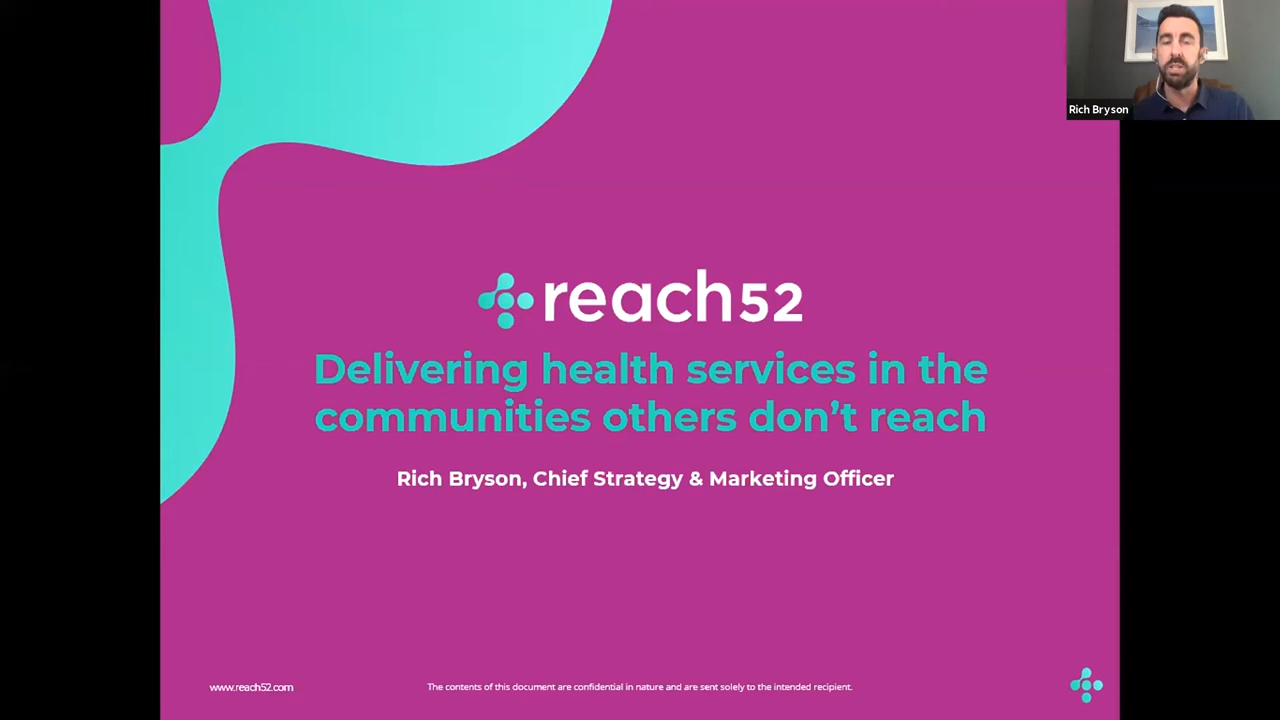 Rich Bryson
reach52
Delivering health services in the
communities others don't reach
Rich Bryson, Chief Strategy & Marketing Officer
www.reach52.com
The contents of this document are confidential in nature and are sent solely to the intended recipient.